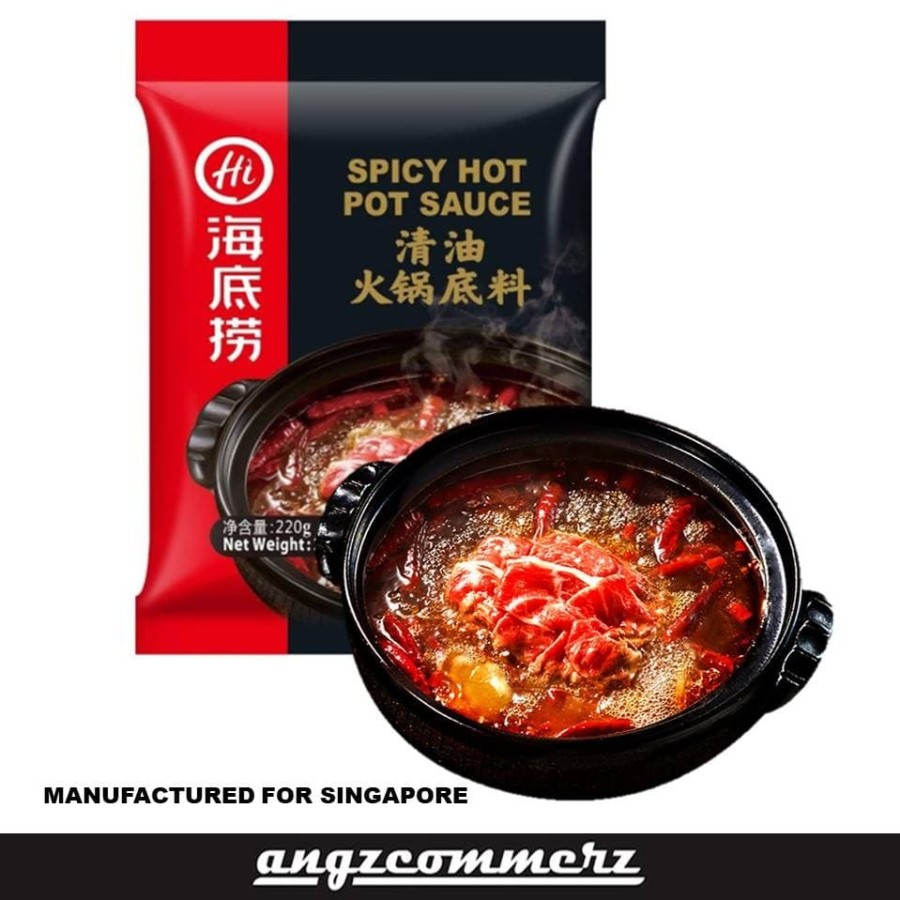 Hi
海底捞
SPICY HOT
POT SAUCE
清油
火锅底料
净含量:220g
Net Weight:
MANUFACTURED FOR SINGAPORE
angzcommerz